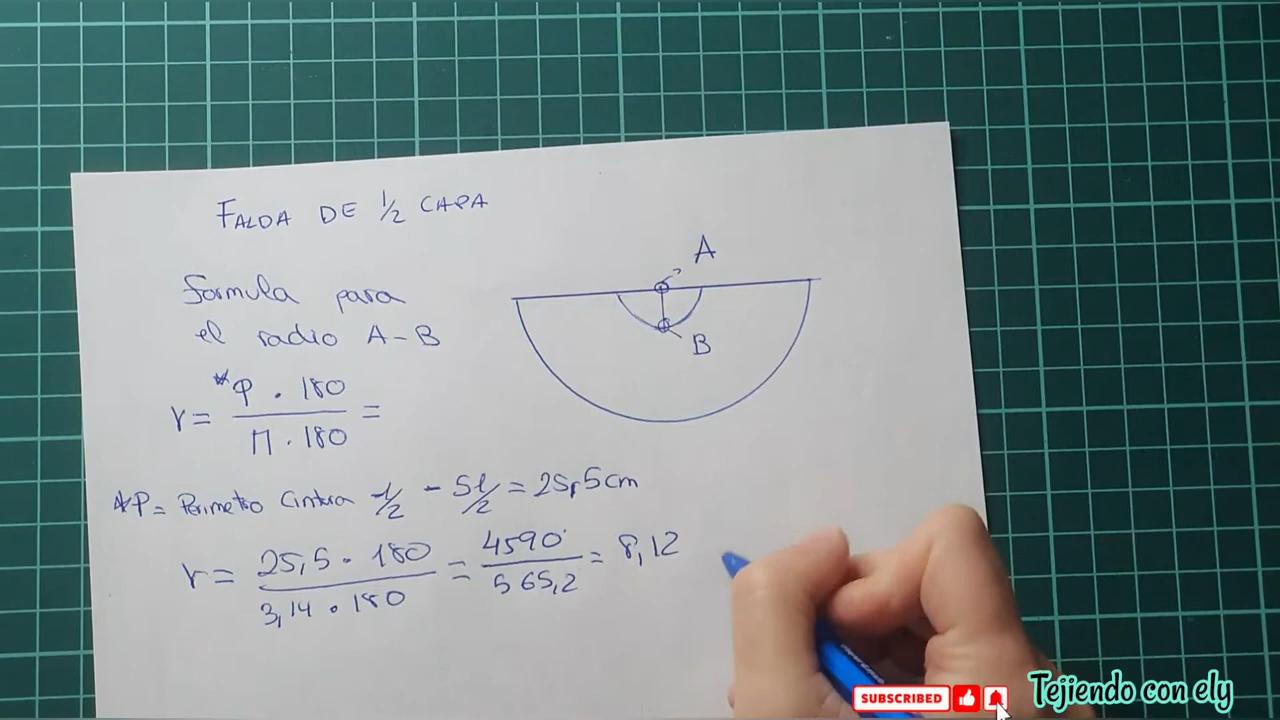 FALDA DE 1/2 CAPA
formula para
el radio A-B
r = *P . 180 / π . 180 =
*P = Perimetro Cintura 1/2 - 51/2 = 25,5cm
r = 25,5 . 180 / 3,14 . 180 = 4590 / 565,2 = 8,12
A
B
SUBSCRIBED
Tejiendo con ely